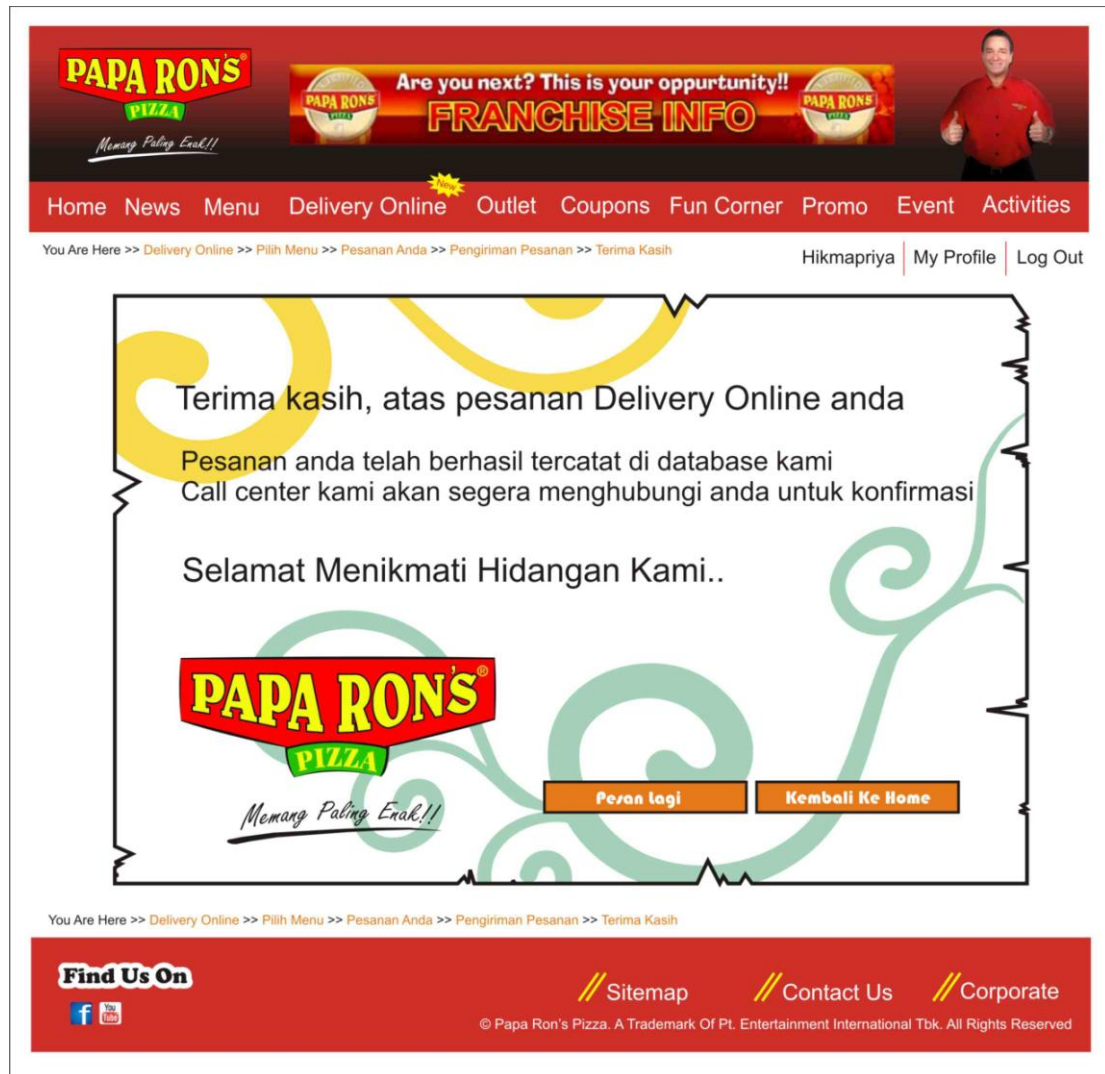 PAPA RON'S®
PIZZA
Memang Paling Enak!!
PAPA RONS
PIZZA
Are you next? This is your oppurtunity!!
FRANCHISE INFO
PAPA RONS
PIZZA
New
Home News Menu Delivery Online Outlet Coupons Fun Corner Promo Event Activities
You Are Here >> Delivery Online >> Pilih Menu >> Pesanan Anda >> Pengiriman Pesanan >> Terima Kasih
Hikmapriya My Profile Log Out
Terima kasih, atas pesanan Delivery Online anda
Pesanan anda telah berhasil tercatat di database kami
Call center kami akan segera menghubungi anda untuk konfirmasi
Selamat Menikmati Hidangan Kami..
PAPA RON'S®
PIZZA
Memang Paling Enak!!
Pesan Lagi Kembali Ke Home
You Are Here >> Delivery Online >> Pilih Menu >> Pesanan Anda >> Pengiriman Pesanan >> Terima Kasih
Find Us On
f You Tube
//Sitemap //Contact Us //Corporate
© Papa Ron's Pizza. A Trademark Of Pt. Entertainment International Tbk. All Rights Reserved